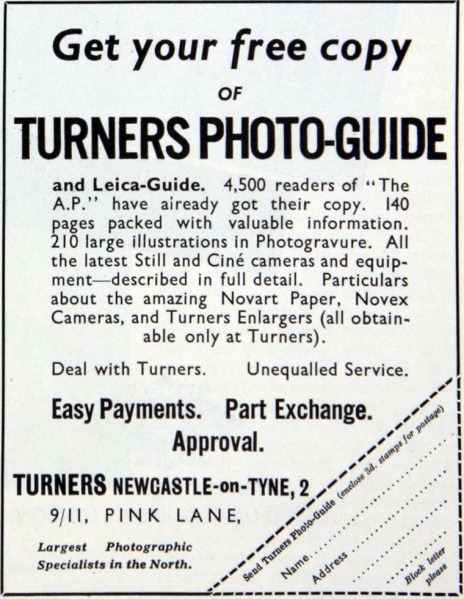 Get your free copy
OF
TURNERS PHOTO-GUIDE
and Leica-Guide. 4,500 readers of "The
A.P." have already got their copy. 140
pages packed with valuable information.
210 large illustrations in Photogravure. All
the latest Still and Ciné cameras and equip-
ment—described in full detail. Particulars
about the amazing Novart Paper, Novex
Cameras, and Turners Enlargers (all obtain-
able only at Turners).
Deal with Turners. Unequalled Service.
Easy Payments. Part Exchange.
Approval.
TURNERS NEWCASTLE-on-TYNE, 2
9/11, PINK LANE,
Largest Photographic
Specialists in the North.
Send Turners Photo-Guide (enclose 3d. stamps for postage)
Name
Address
Block letter
please